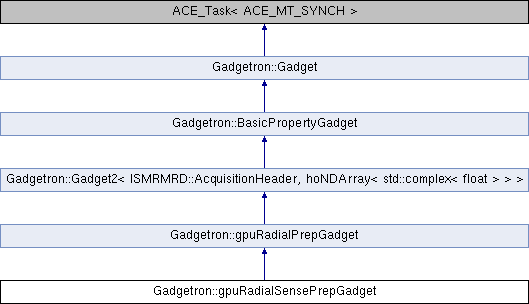 ACE_Task< ACE_MT_SYNCH >
Gadgetron::Gadget
Gadgetron::BasicPropertyGadget
Gadgetron::Gadget2< ISMRMRD::AcquisitionHeader, hoNDArray< std::complex< float > > >
Gadgetron::gpuRadialPrepGadget
Gadgetron::gpuRadialSensePrepGadget